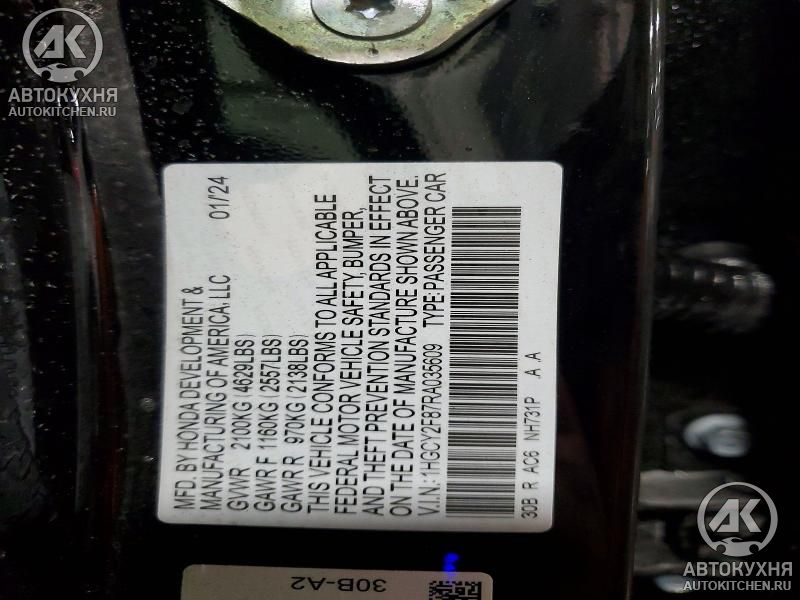 AK
АВТОКУХНЯ
AUTOKITCHEN.RU
MFD. BY HONDA DEVELOPMENT &
MANUFACTURING OF AMERICA, LLC 01/24
GVWR 2100KG (4629LBS)
GAWR F 1160KG (2557LBS)
GAWR R 970KG (2138LBS)
THIS VEHICLE CONFORMS TO ALL APPLICABLE
FEDERAL MOTOR VEHICLE SAFETY, BUMPER,
AND THEFT PREVENTION STANDARDS IN EFFECT
ON THE DATE OF MANUFACTURE SHOWN ABOVE.
V.I.N.: 1HGCY2F87RA035609 TYPE: PASSENGER CAR
30B R AC6 NH731P A A
30B-A2
AK
АВТОКУХНЯ
AUTOKITCHEN.RU